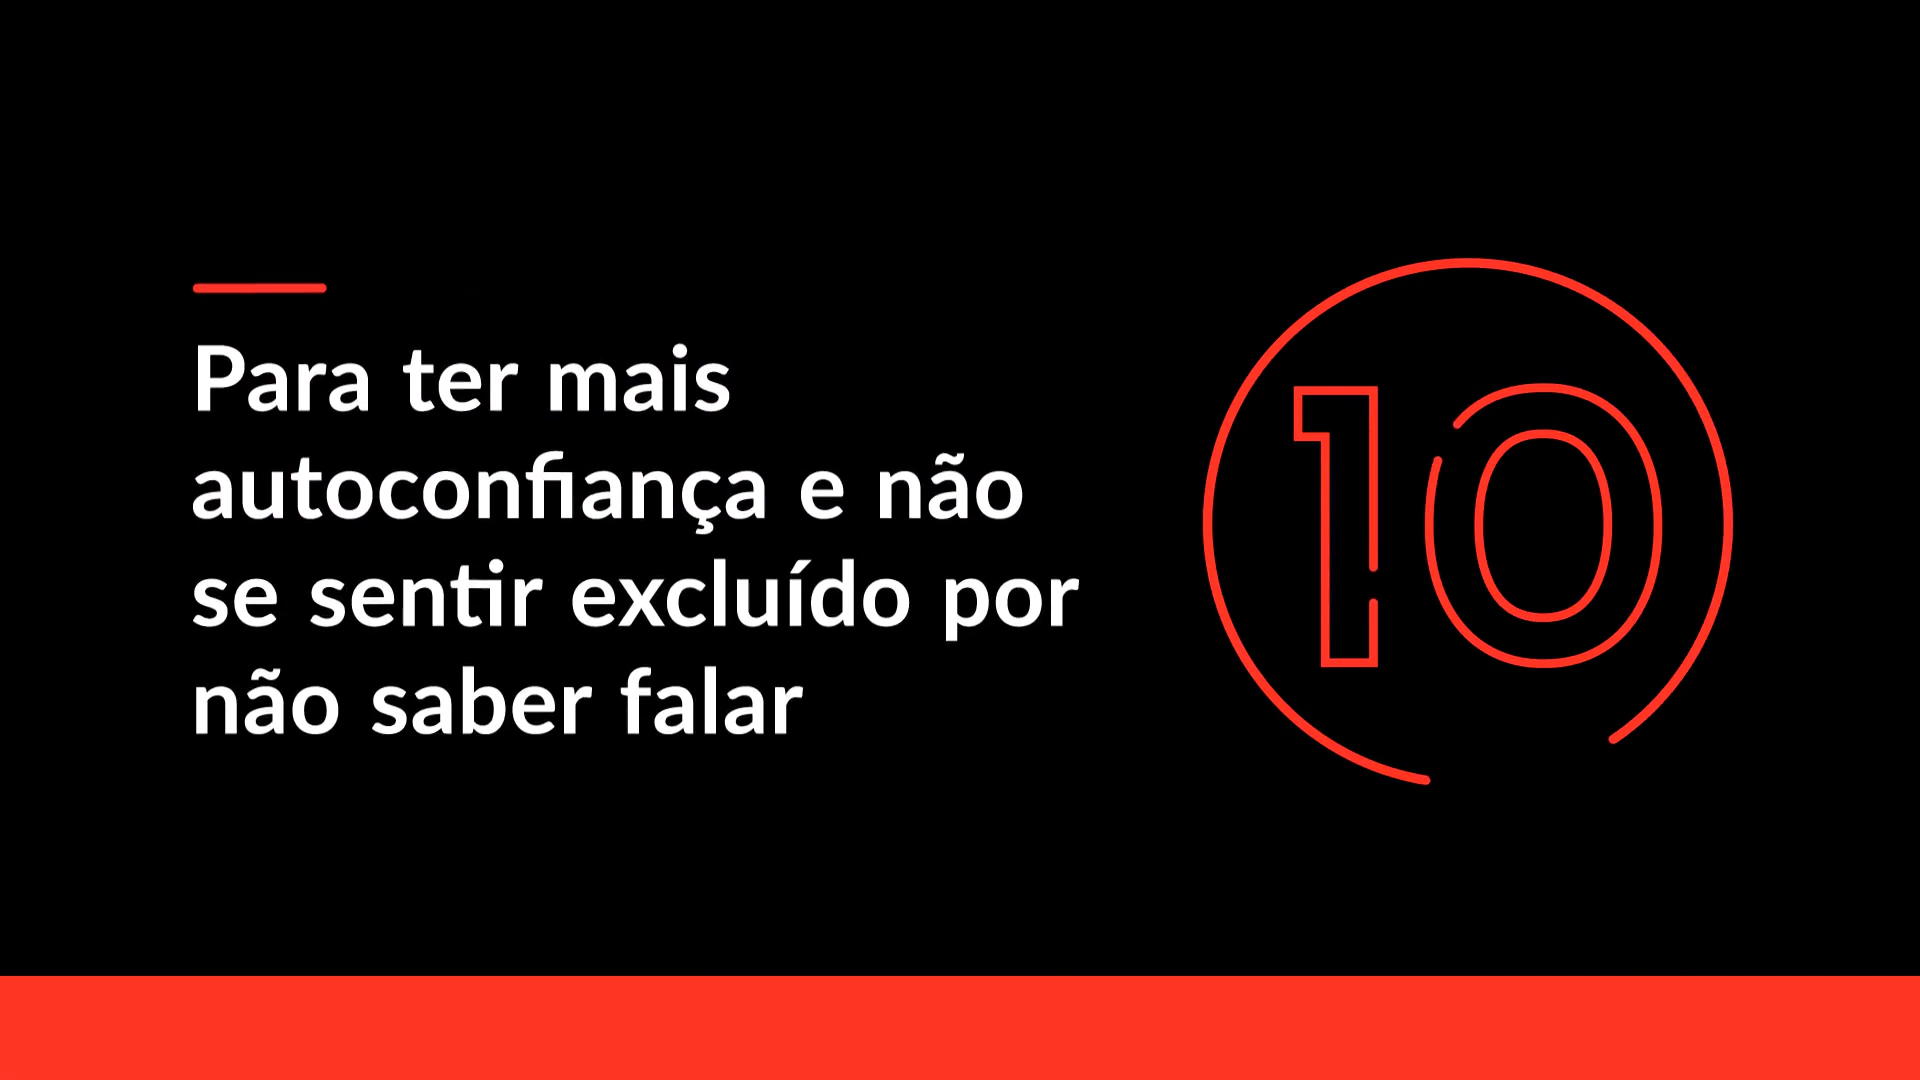 Para ter mais
autoconfiança e não
se sentir excluído por
não saber falar
10